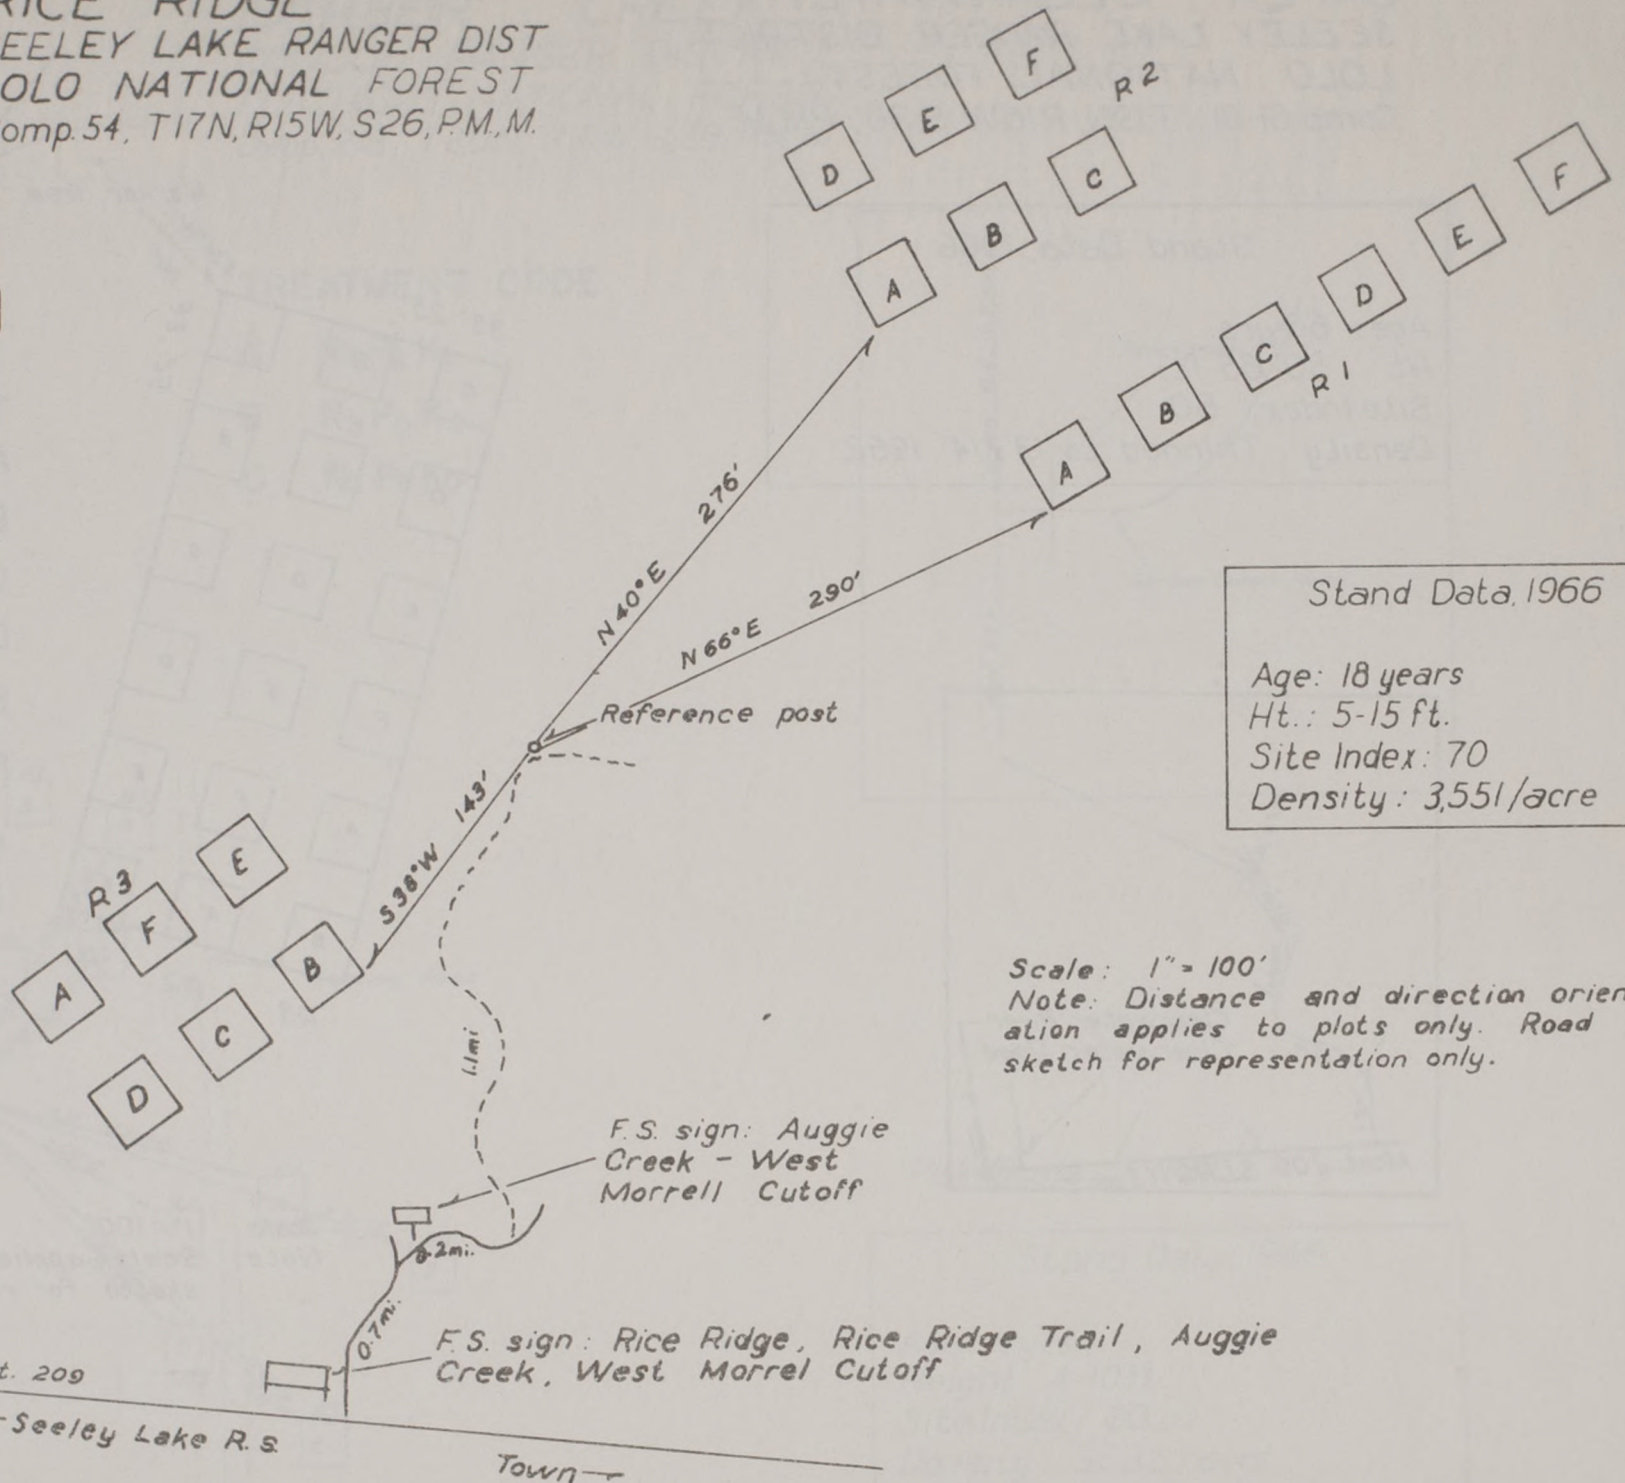 RICE RIDGE
EELEY LAKE RANGER DIST
OLO NATIONAL FOREST
omp. 54, T17N, R15W, S26, P.M., M.
F
E
R 2
D
C
B
A
F
E
D
C
R 1
B
A
276'
N 40° E
290'
N 66° E
Reference post
143'
S 38° W
Stand Data, 1966
Age: 18 years
Ht.: 5-15 ft.
Site Index: 70
Density: 3,551/acre
R 3
E
F
A
B
C
D
1.1 mi
Scale: 1" = 100'
Note: Distance and direction orien
ation applies to plots only. Road
sketch for representation only.
F.S. sign: Auggie
Creek - West
Morrell Cutoff
0.2 mi.
0.7 mi.
F.S. sign: Rice Ridge, Rice Ridge Trail, Auggie
Creek, West Morrel Cutoff
t. 209
Seeley Lake R.S.
Town